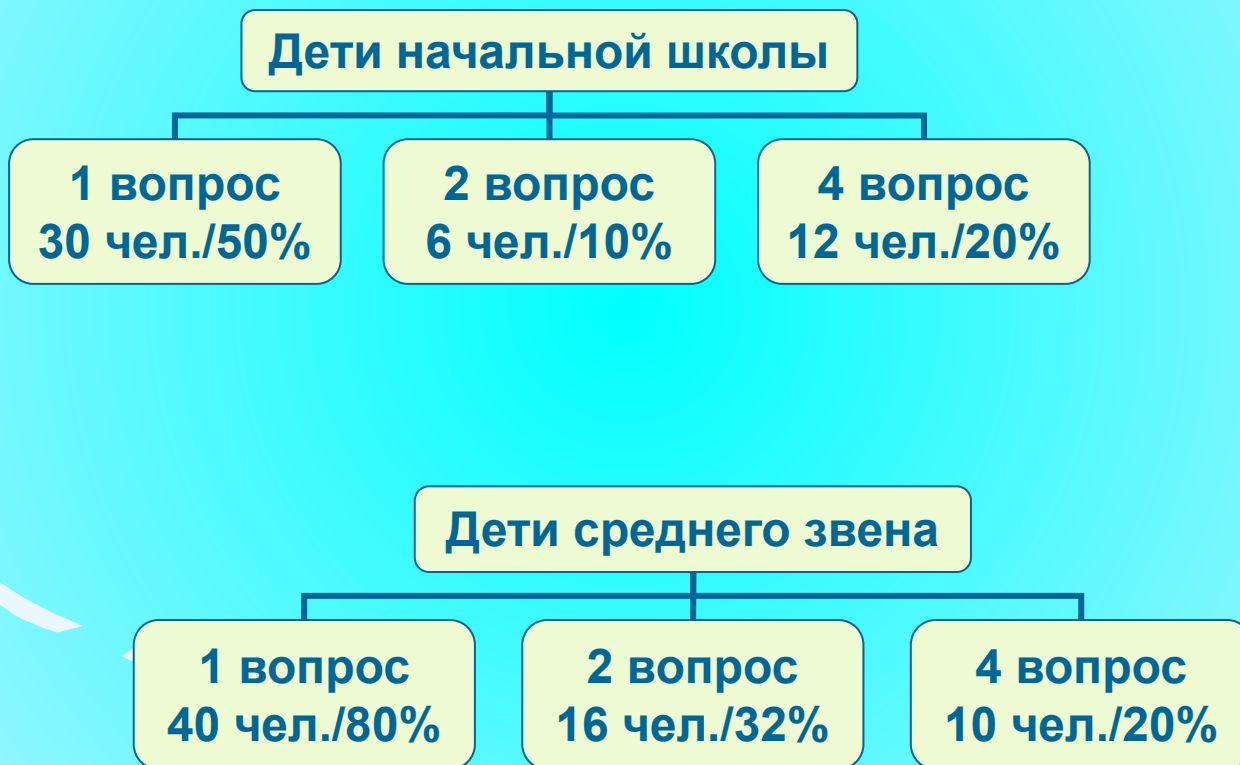 Дети начальной школы
1 вопрос
30 чел./50%
2 вопрос
6 чел./10%
4 вопрос
12 чел./20%
Дети среднего звена
1 вопрос
40 чел./80%
2 вопрос
16 чел./32%
4 вопрос
10 чел./20%